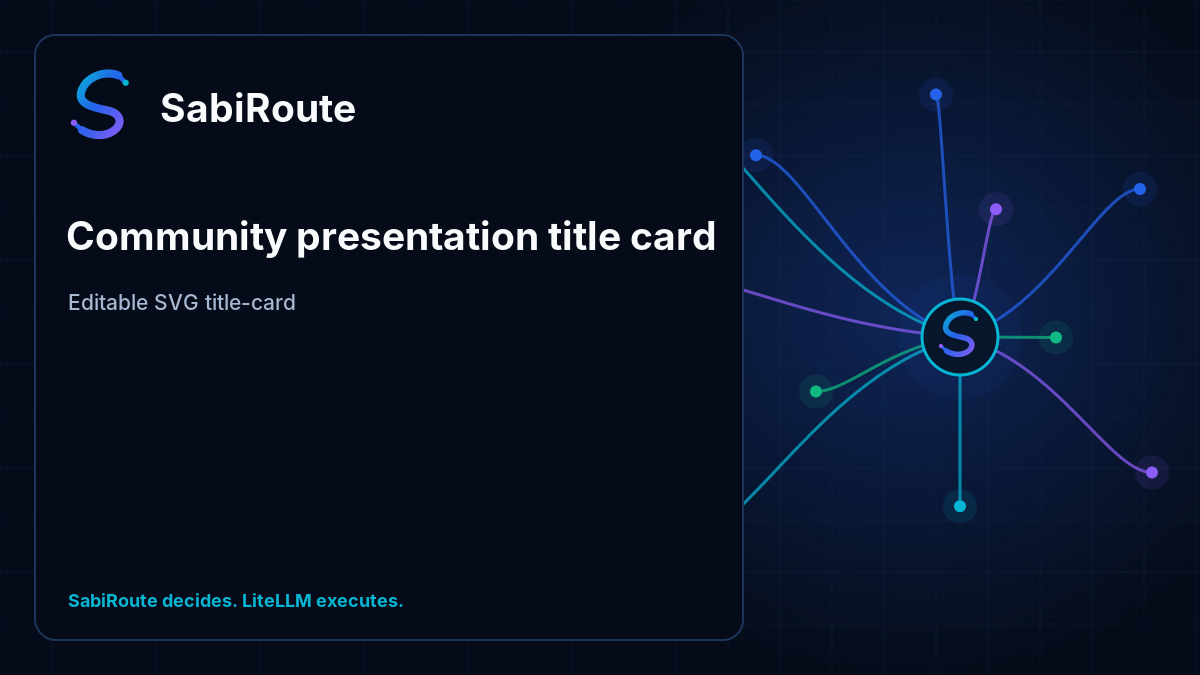 SabiRoute
Community presentation title card
Editable SVG title-card
SabiRoute decides. LiteLLM executes.